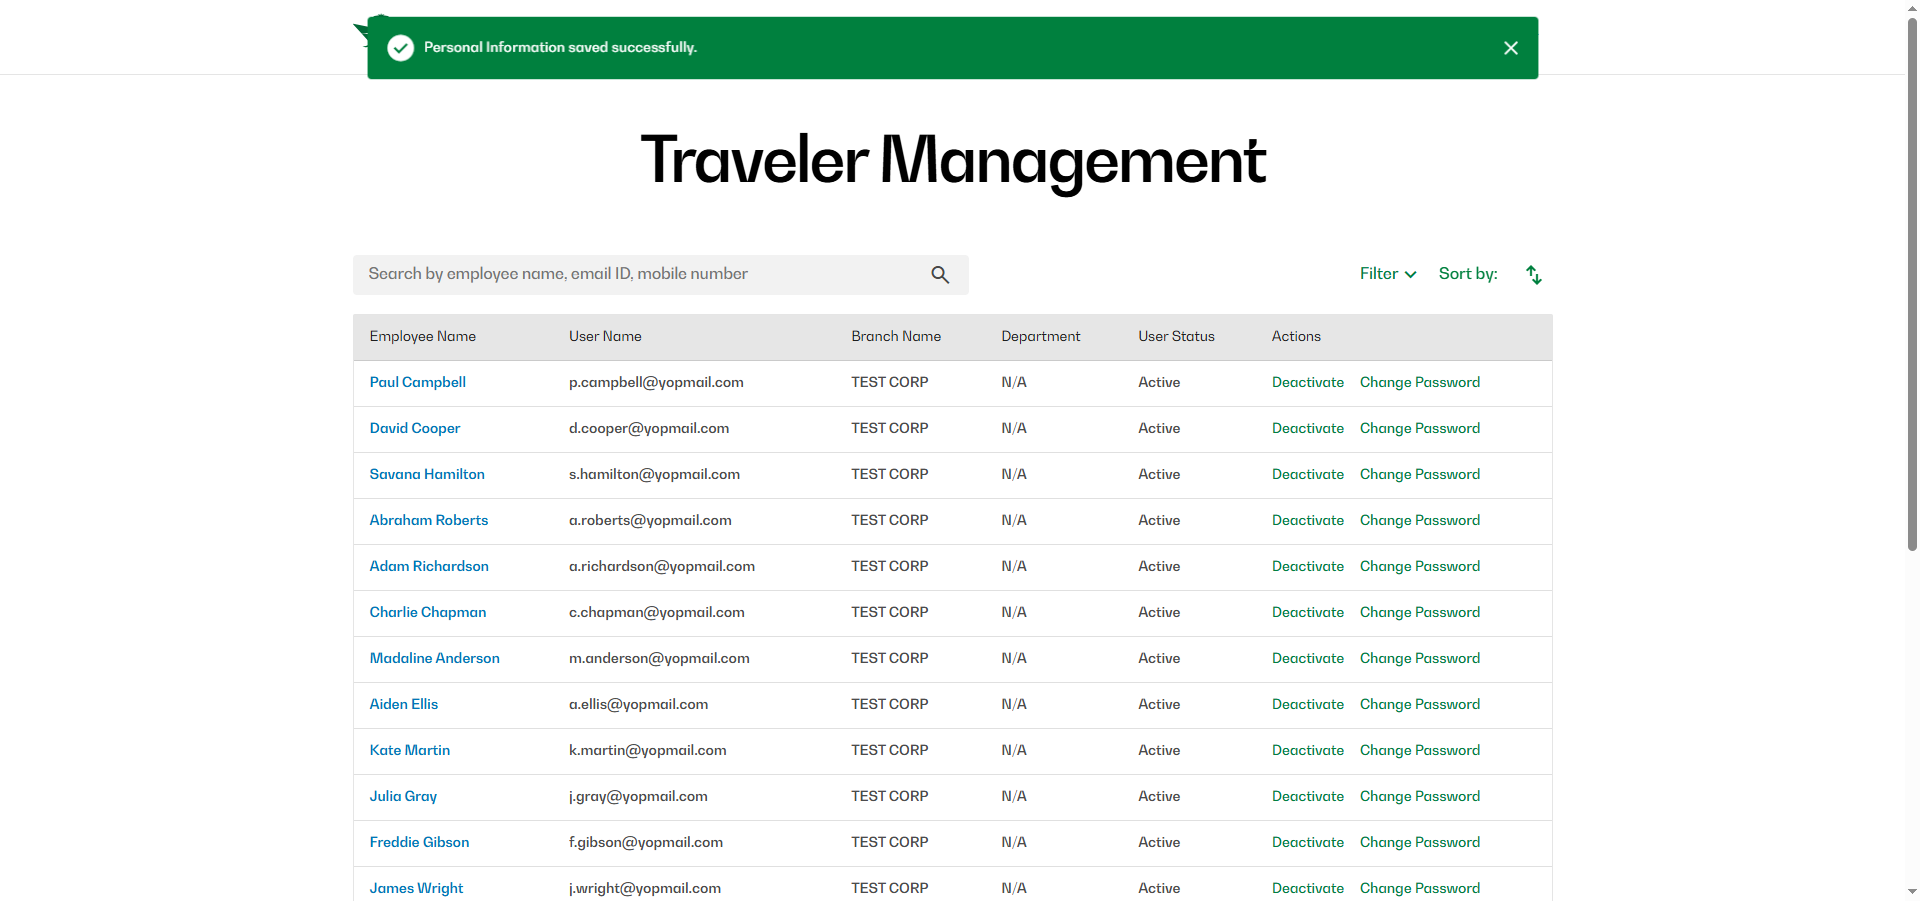 Personal Information saved successfully.
Traveler Management
Search by employee name, email ID, mobile number
Filter Sort by:
Employee Name User Name Branch Name Department User Status Actions
Paul Campbell p.campbell@yopmail.com TEST CORP N/A Active Deactivate Change Password
David Cooper d.cooper@yopmail.com TEST CORP N/A Active Deactivate Change Password
Savana Hamilton s.hamilton@yopmail.com TEST CORP N/A Active Deactivate Change Password
Abraham Roberts a.roberts@yopmail.com TEST CORP N/A Active Deactivate Change Password
Adam Richardson a.richardson@yopmail.com TEST CORP N/A Active Deactivate Change Password
Charlie Chapman c.chapman@yopmail.com TEST CORP N/A Active Deactivate Change Password
Madaline Anderson m.anderson@yopmail.com TEST CORP N/A Active Deactivate Change Password
Aiden Ellis a.ellis@yopmail.com TEST CORP N/A Active Deactivate Change Password
Kate Martin k.martin@yopmail.com TEST CORP N/A Active Deactivate Change Password
Julia Gray j.gray@yopmail.com TEST CORP N/A Active Deactivate Change Password
Freddie Gibson f.gibson@yopmail.com TEST CORP N/A Active Deactivate Change Password
James Wright j.wright@yopmail.com TEST CORP N/A Active Deactivate Change Password